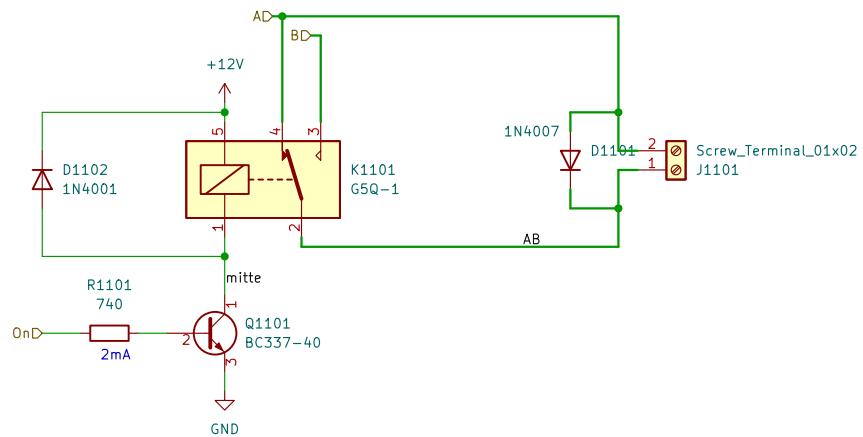 A
B
+12V
5
4
3
1N4007
D1101
2
1
Screw_Terminal_01x02
J1101
D1102
1N4001
K1101
G5Q-1
1
2
AB
mitte
R1101
740
1
On
2
Q1101
BC337-40
2mA
3
GND